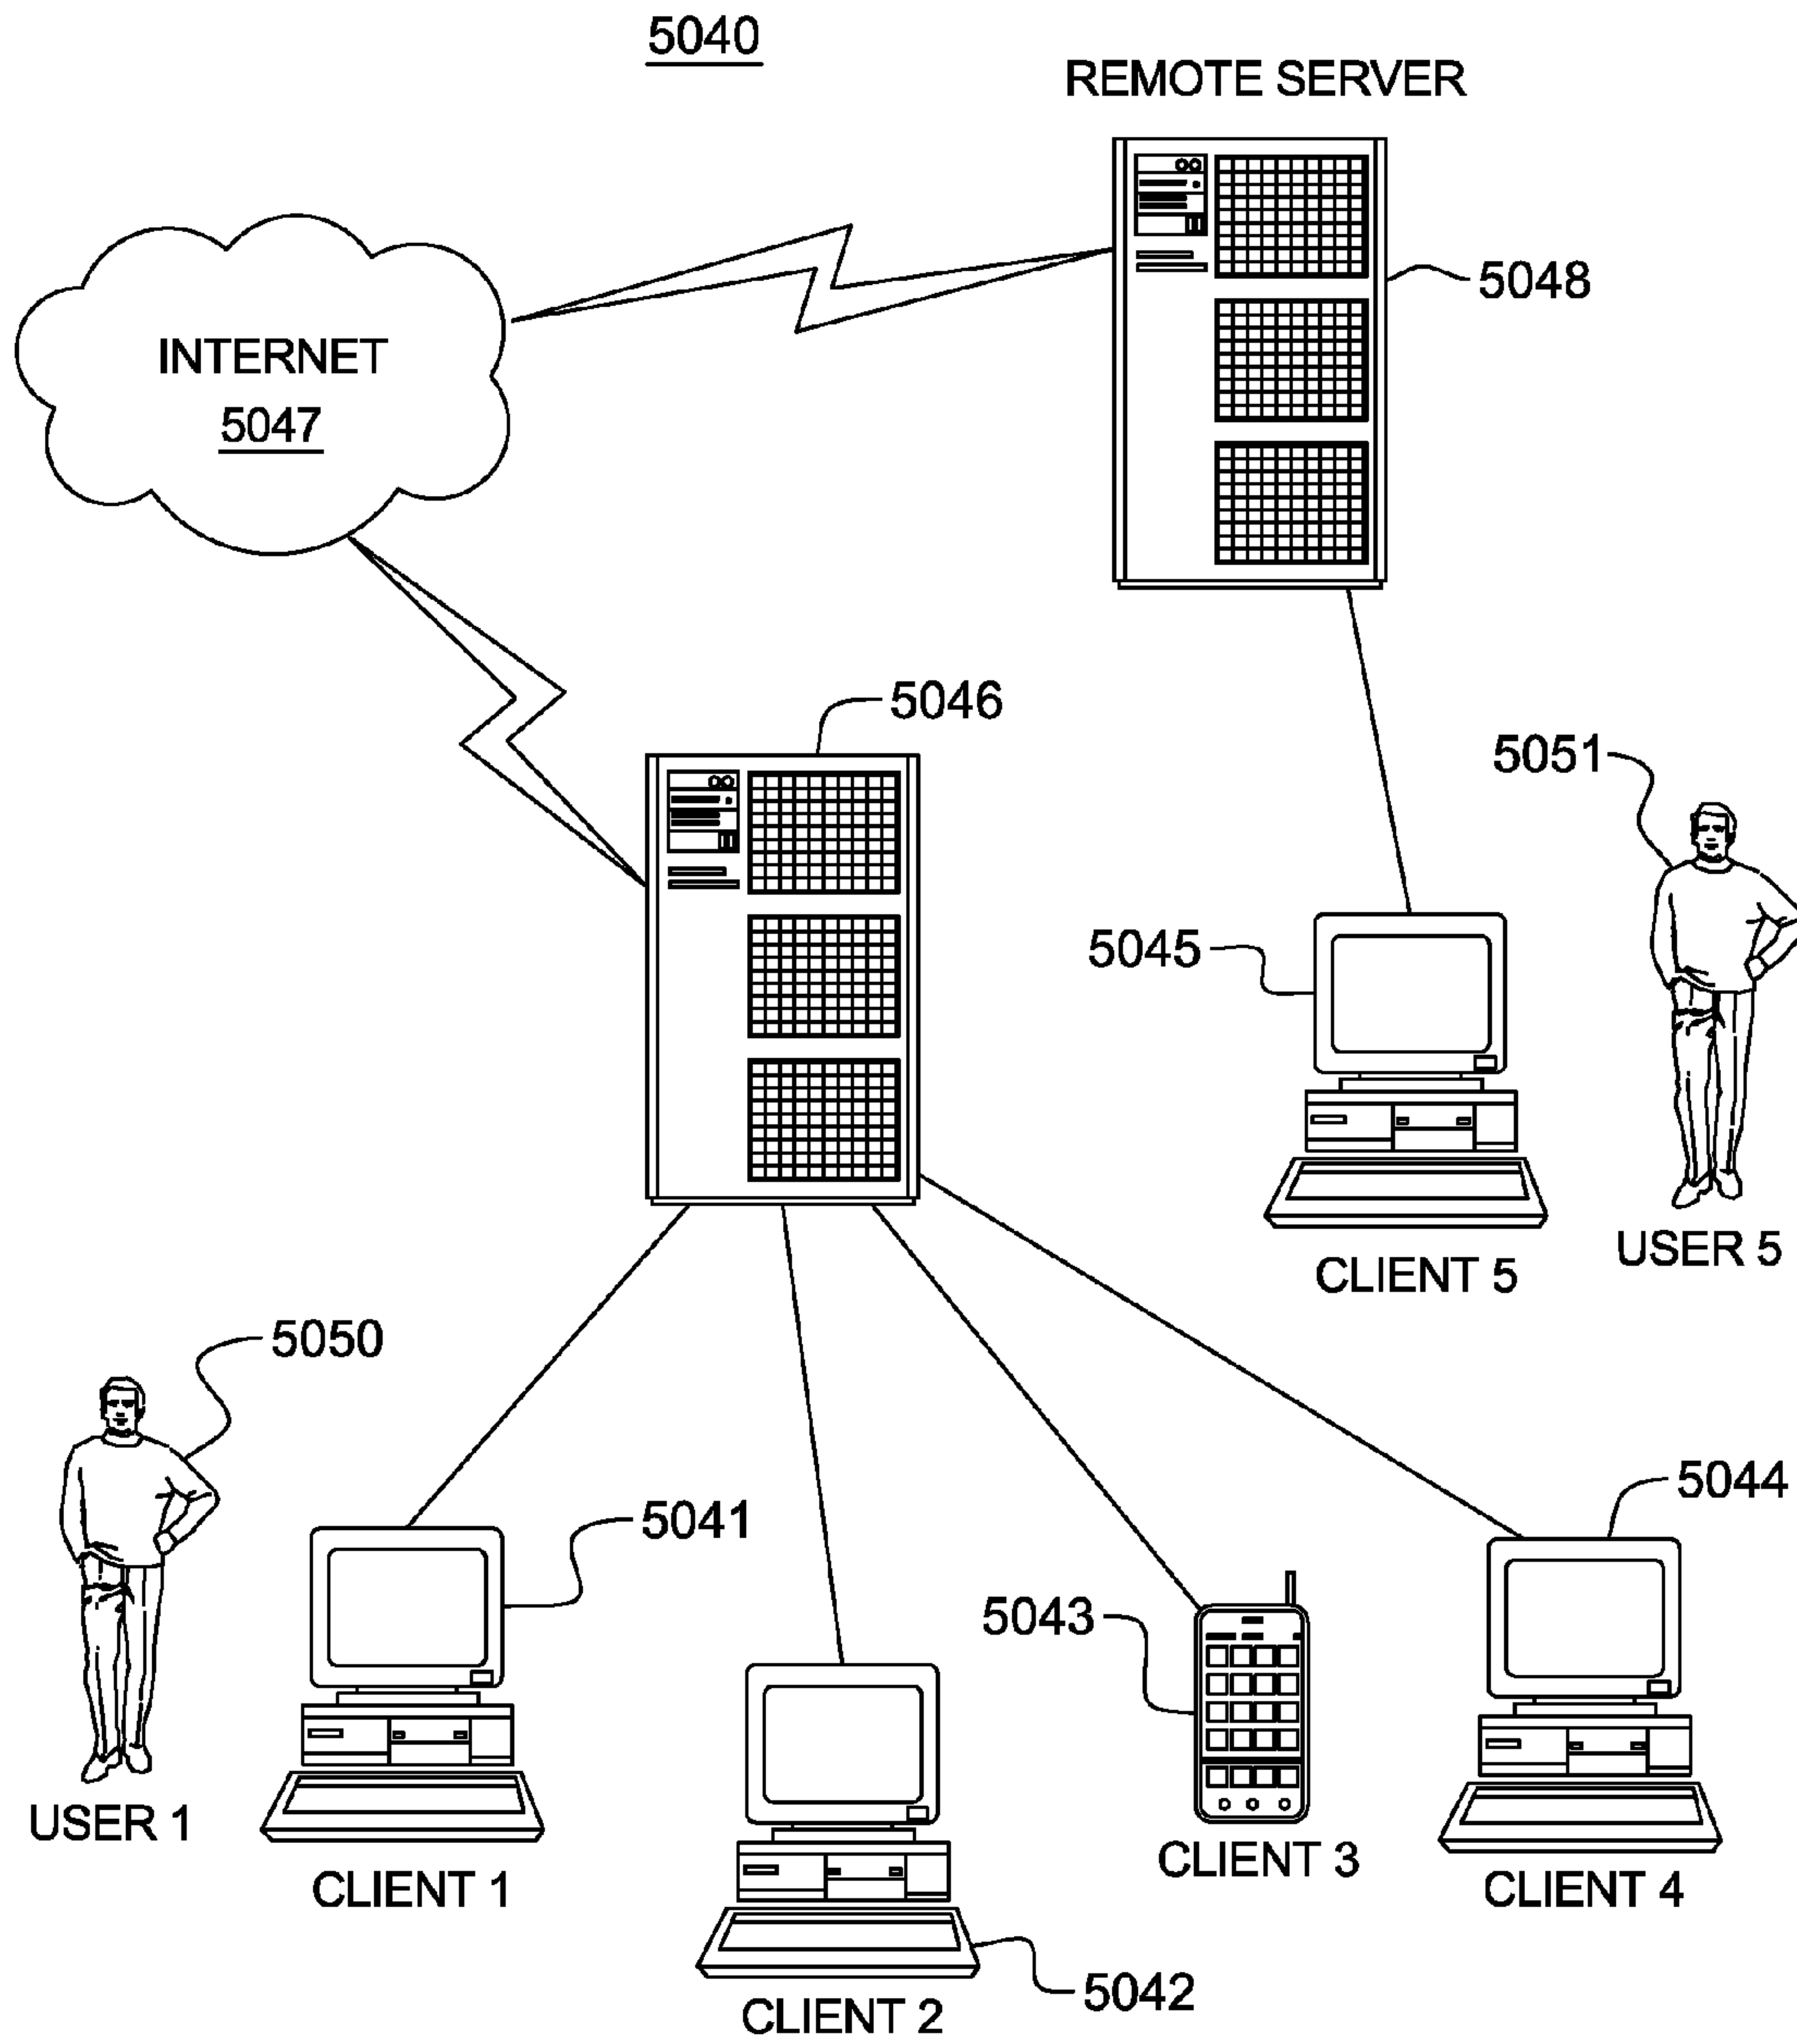 5040
REMOTE SERVER
5048
INTERNET
5047
5046
5051
5045
USER 5
CLIENT 5
5050
5041
5044
5043
USER 1
CLIENT 1
CLIENT 3
CLIENT 4
5042
CLIENT 2